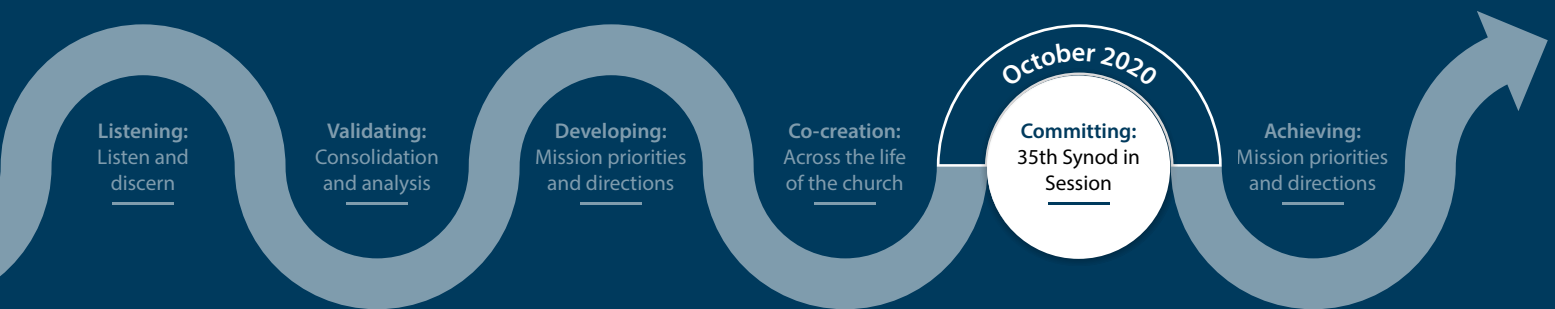 Listening:
Listen and
discern
Validating:
Consolidation
and analysis
Developing:
Mission priorities
and directions
Co-creation:
Across the life
of the church
October 2020
Committing:
35th Synod in
Session
Achieving:
Mission priorities
and directions